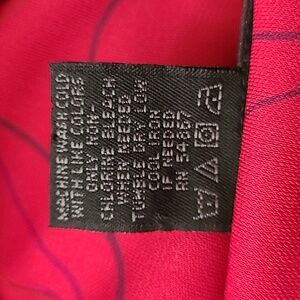 MACHINE WASH COLD
WITH LIKE COLORS
ONLY NON-
CHLORINE BLEACH
WHEN NEEDED
TUMBLE DRY LOW
COOL IRON
IF NEEDED
RN 54867